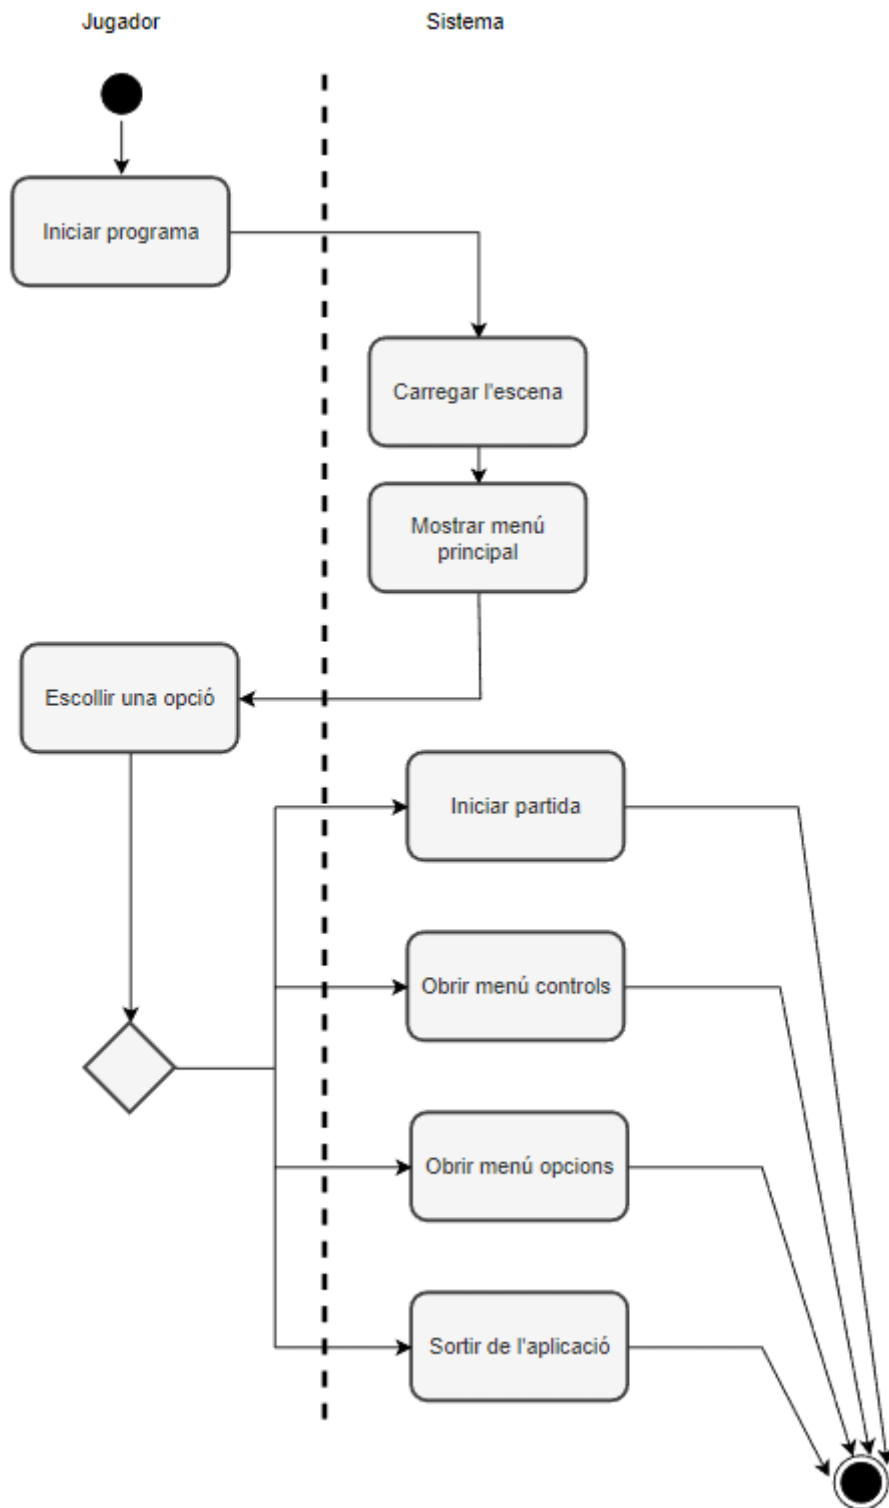 Jugador
Sistema
Iniciar programa
Carregar l'escena
Mostrar menú
principal
Escollir una opció
Iniciar partida
Obrir menú controls
Obrir menú opcions
Sortir de l'aplicació